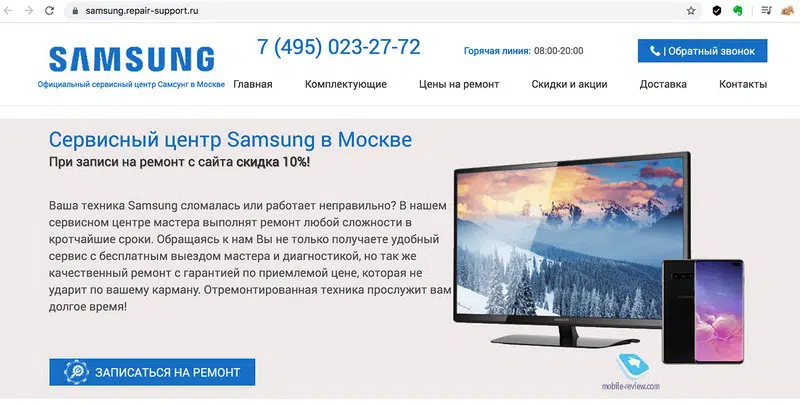 samsung.repair-support.ru
SAMSUNG
Официальный сервисный центр Самсунг в Москве
7 (495) 023-27-72
Горячая линия: 08:00-20:00
| Обратный звонок
Главная
Комплектующие
Цены на ремонт
Скидки и акции
Доставка
Контакты
Сервисный центр Samsung в Москве
При записи на ремонт с сайта скидка 10%!
Ваша техника Samsung сломалась или работает неправильно? В нашем
сервисном центре мастера выполнят ремонт любой сложности в
кротчайшие сроки. Обращаясь к нам Вы не только получаете удобный
сервис с бесплатным выездом мастера и диагностикой, но так же
качественный ремонт с гарантией по приемлемой цене, которая не
ударит по вашему карману. Отремонтированная техника прослужит вам
долгое время!
ЗАПИСАТЬСЯ НА РЕМОНТ
mobile-review.com